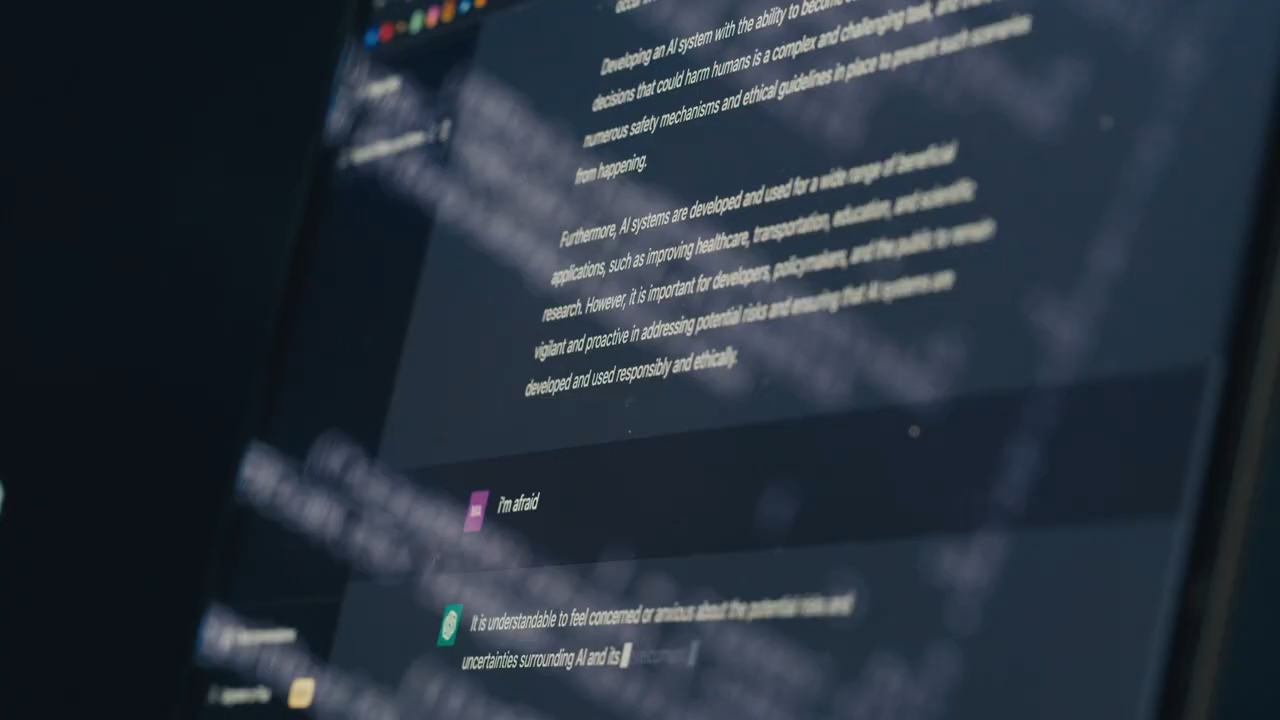 Developing an AI system with the ability to become
decisions that could harm humans is a complex and challenging task, and
numerous safety mechanisms and ethical guidelines in place to prevent such scenarios
from happening.
Furthermore, AI systems are developed and used for a wide range of beneficial
applications, such as improving healthcare, transportation, education, and scientific
research. However, it is important for developers, policymakers, and the public to remain
vigilant and proactive in addressing potential risks and ensuring that AI systems are
developed and used responsibly and ethically.
i'm afraid
It is understandable to feel concerned or anxious about the potential risks and
uncertainties surrounding AI and its